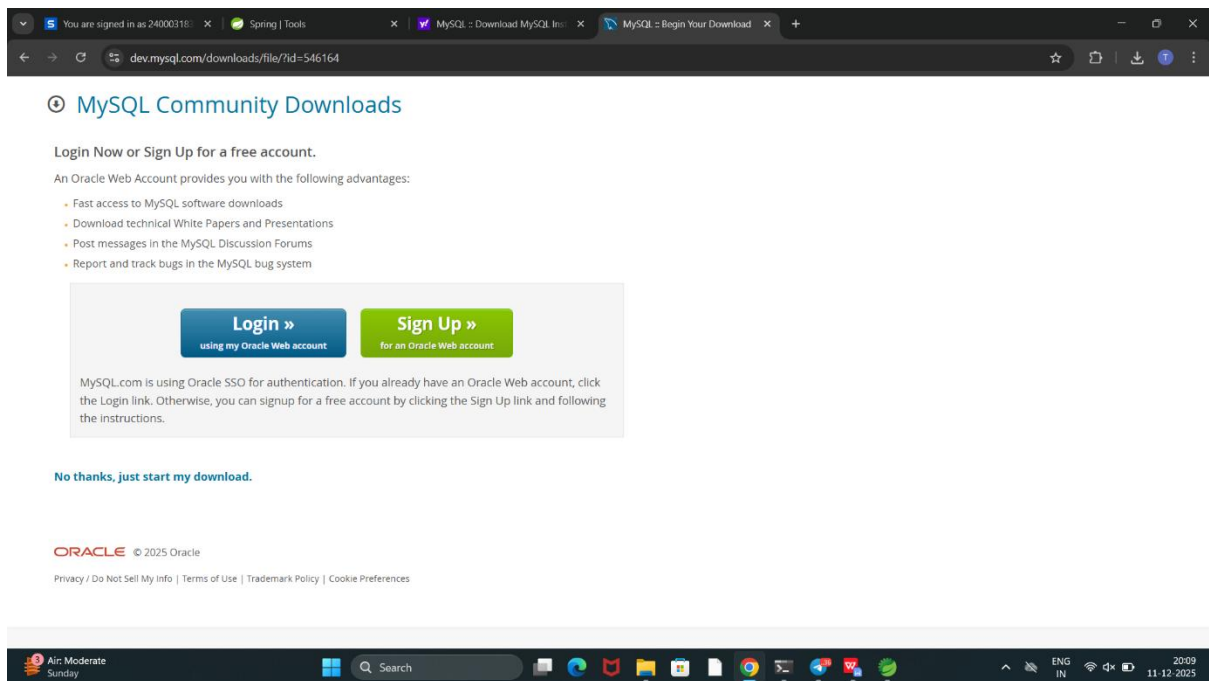 You are signed in as 24000318
Spring | Tools
MySQL :: Download MySQL Ins
MySQL :: Begin Your Download
dev.mysql.com/downloads/file/?id=546164
T
MySQL Community Downloads
Login Now or Sign Up for a free account.
An Oracle Web Account provides you with the following advantages:
Fast access to MySQL software downloads
Download technical White Papers and Presentations
Post messages in the MySQL Discussion Forums
Report and track bugs in the MySQL bug system
Login »
using my Oracle Web account
Sign Up »
for an Oracle Web account
MySQL.com is using Oracle SSO for authentication. If you already have an Oracle Web account, click
the Login link. Otherwise, you can signup for a free account by clicking the Sign Up link and following
the instructions.
No thanks, just start my download.
ORACLE © 2025 Oracle
Privacy / Do Not Sell My Info | Terms of Use | Trademark Policy | Cookie Preferences
3
Air: Moderate
Sunday
Search
ENG
IN
20:09
11-12-2025